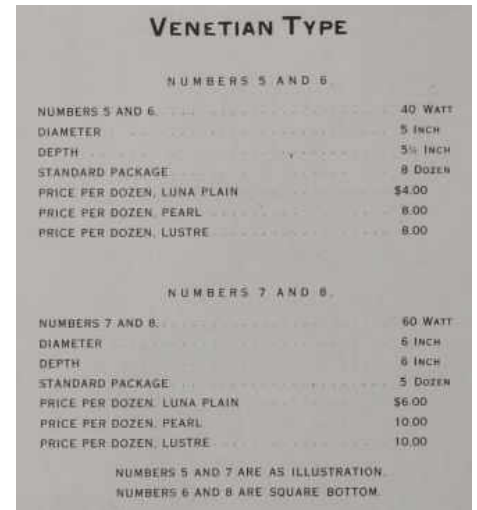 VENETIAN TYPE
NUMBERS 5 AND 6.
NUMBERS 5 AND 6. 40 WATT
DIAMETER 5 INCH
DEPTH 5½ INCH
STANDARD PACKAGE 8 DOZEN
PRICE PER DOZEN, LUNA PLAIN $4.00
PRICE PER DOZEN, PEARL 8.00
PRICE PER DOZEN, LUSTRE 8.00
NUMBERS 7 AND 8.
NUMBERS 7 AND 8. 60 WATT
DIAMETER 6 INCH
DEPTH 6 INCH
STANDARD PACKAGE 5 DOZEN
PRICE PER DOZEN, LUNA PLAIN $6.00
PRICE PER DOZEN, PEARL 10.00
PRICE PER DOZEN, LUSTRE 10.00
NUMBERS 5 AND 7 ARE AS ILLUSTRATION.
NUMBERS 6 AND 8 ARE SQUARE BOTTOM.